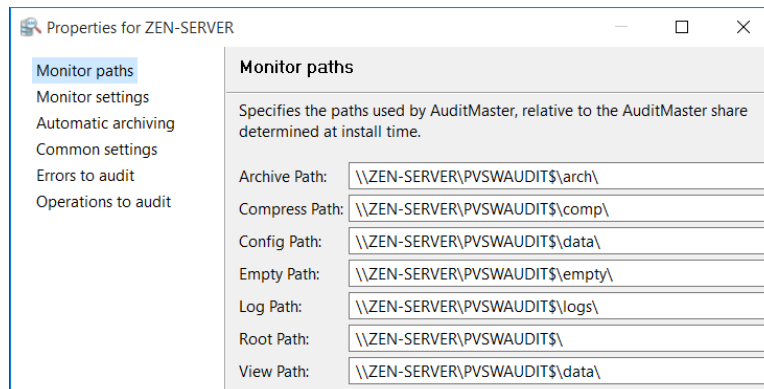 Properties for ZEN-SERVER
Monitor paths
Monitor settings
Automatic archiving
Common settings
Errors to audit
Operations to audit
Monitor paths
Specifies the paths used by AuditMaster, relative to the AuditMaster share
determined at install time.
Archive Path: \\ZEN-SERVER\PVSWAUDIT$\arch\
Compress Path: \\ZEN-SERVER\PVSWAUDIT$\comp\
Config Path: \\ZEN-SERVER\PVSWAUDIT$\data\
Empty Path: \\ZEN-SERVER\PVSWAUDIT$\empty\
Log Path: \\ZEN-SERVER\PVSWAUDIT$\logs\
Root Path: \\ZEN-SERVER\PVSWAUDIT$\
View Path: \\ZEN-SERVER\PVSWAUDIT$\data\